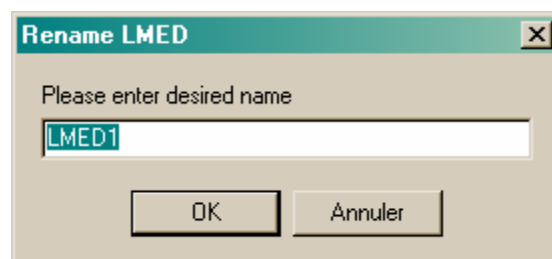 Rename LMED
Please enter desired name
LMED1
OK
Annuler